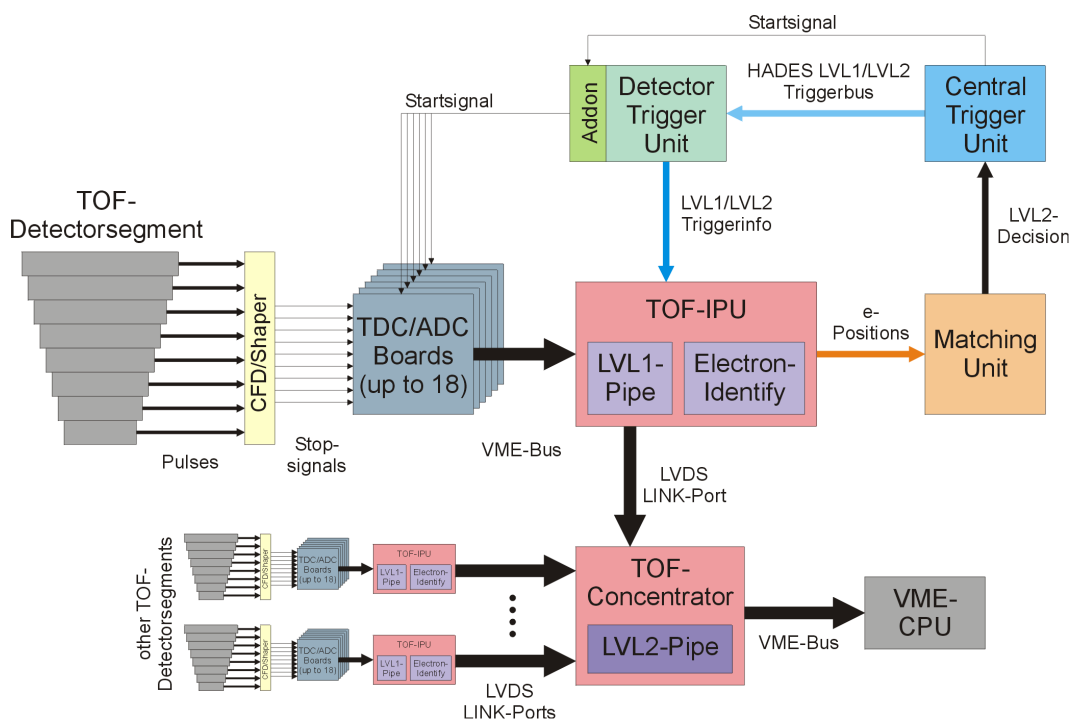 Startsignal
HADES LVL1/LVL2
Triggerbus
Startsignal
Addon
Detector
Trigger
Unit
Central
Trigger
Unit
TOF-
Detectorsegment
LVL1/LVL2
Triggerinfo
LVL2-
Decision
CFD/Shaper
TDC/ADC
Boards
(up to 18)
TOF-IPU
LVL1-
Pipe
Electron-
Identify
e-
Positions
Matching
Unit
Pulses
Stop-
signals
VME-Bus
LVDS
LINK-Port
other TOF-
Detectorsegments
CFD/Shaper
TDC/ADC
Boards
(up to 18)
TOF-IPU
LVL1-
Pipe
Electron-
Identify
CFD/Shaper
TDC/ADC
Boards
(up to 18)
TOF-IPU
LVL1-
Pipe
Electron-
Identify
LVDS
LINK-Ports
TOF-
Concentrator
LVL2-Pipe
VME-Bus
VME-
CPU